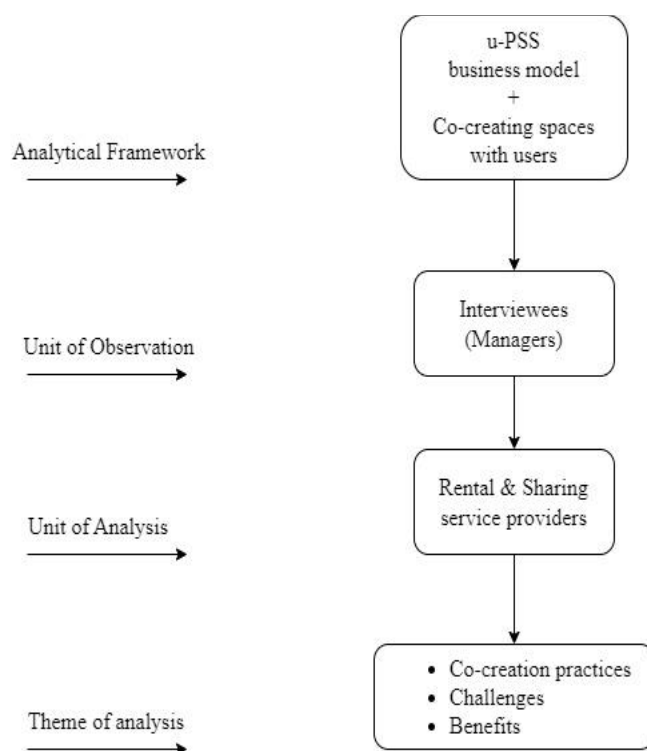 u-PSS
business model
+
Co-creating spaces
with users
Analytical Framework
Interviewees
(Managers)
Unit of Observation
Rental & Sharing
service providers
Unit of Analysis
• Co-creation practices
• Challenges
• Benefits
Theme of analysis